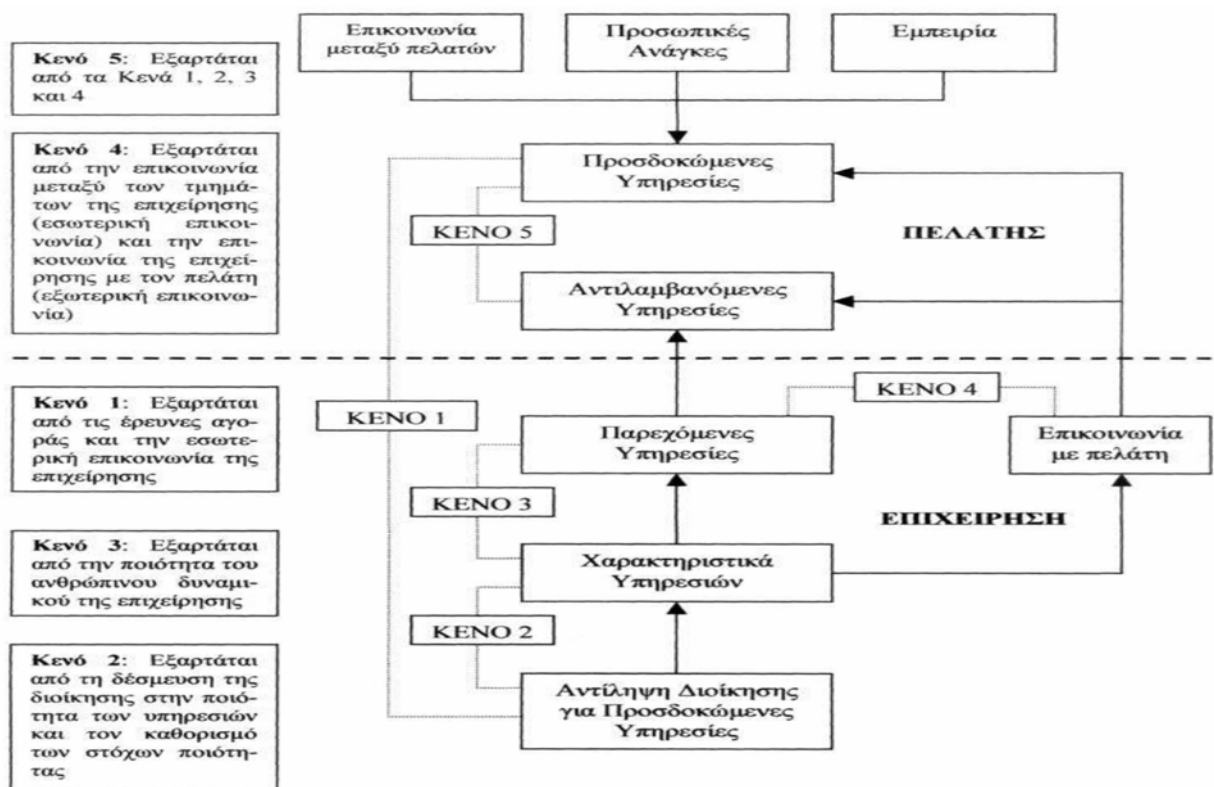 Επικοινωνία
μεταξύ πελατών
Προσωπικές
Ανάγκες
Εμπειρία
Κενό 5: Εξαρτάται
από τα Κενά 1, 2, 3
και 4
Κενό 4: Εξαρτάται
από την επικοινωνία
μεταξύ των τμημά-
των της επιχείρησης
(εσωτερική επικοι-
νωνία) και την επι-
κοινωνία της επιχεί-
ρησης με τον πελάτη
(εξωτερική επικοινω-
νία)
Προσδοκώμενες
Υπηρεσίες
ΚΕΝΟ 5
ΠΕΛΑΤΗΣ
Αντιλαμβανόμενες
Υπηρεσίες
Κενό 1: Εξαρτάται
από τις έρευνες αγο-
ράς και την εσωτε-
ρική επικοινωνία της
επιχείρησης
ΚΕΝΟ 1
ΚΕΝΟ 4
Παρεχόμενες
Υπηρεσίες
Επικοινωνία
με πελάτη
ΚΕΝΟ 3
ΕΠΙΧΕΙΡΗΣΗ
Κενό 3: Εξαρτάται
από την ποιότητα του
ανθρώπινου δυναμι-
κού της επιχείρησης
Χαρακτηριστικά
Υπηρεσιών
ΚΕΝΟ 2
Κενό 2: Εξαρτάται
από τη δέσμευση της
διοίκησης στην ποιό-
τητα των υπηρεσιών
και τον καθορισμό
των στόχων ποιότη-
τας
Αντίληψη Διοίκησης
για Προσδοκώμενες
Υπηρεσίες